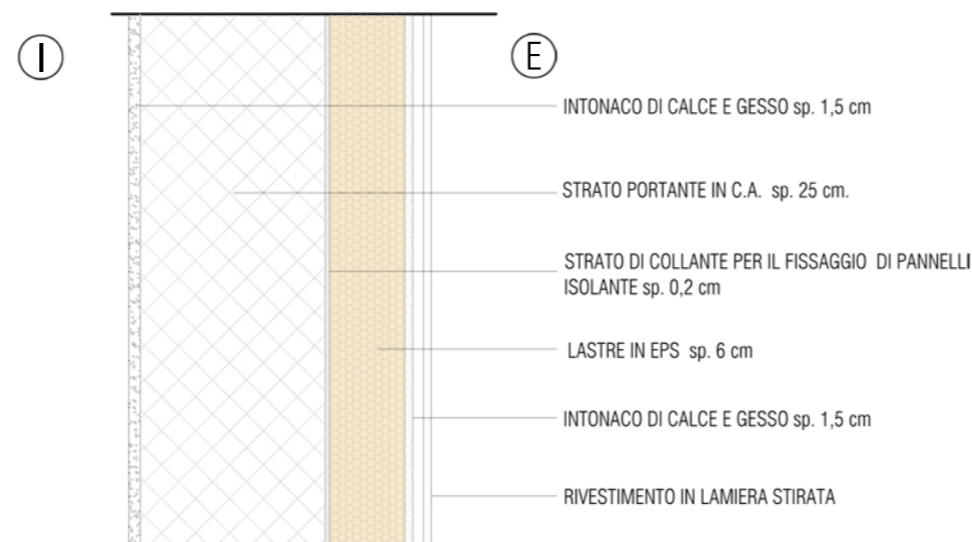 I
E
INTONACO DI CALCE E GESSO sp. 1,5 cm
STRATO PORTANTE IN C.A. sp. 25 cm.
STRATO DI COLLANTE PER IL FISSAGGIO DI PANNELLI
ISOLANTE sp. 0,2 cm
LASTRE IN EPS sp. 6 cm
INTONACO DI CALCE E GESSO sp. 1,5 cm
RIVESTIMENTO IN LAMIERA STIRATA